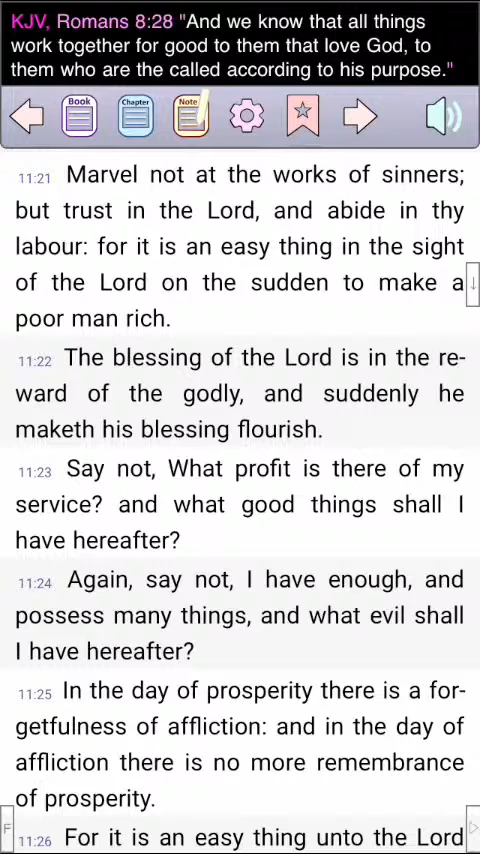 KJV, Romans 8:28 "And we know that all things
work together for good to them that love God, to
them who are the called according to his purpose."
Book
Chapter
Note
11:21 Marvel not at the works of sinners;
but trust in the Lord, and abide in thy
labour: for it is an easy thing in the sight
of the Lord on the sudden to make a
poor man rich.
11:22 The blessing of the Lord is in the re-
ward of the godly, and suddenly he
maketh his blessing flourish.
11:23 Say not, What profit is there of my
service? and what good things shall I
have hereafter?
11:24 Again, say not, I have enough, and
possess many things, and what evil shall
I have hereafter?
11:25 In the day of prosperity there is a for-
getfulness of affliction: and in the day of
affliction there is no more remembrance
of prosperity.
F
11:26 For it is an easy thing unto the Lord